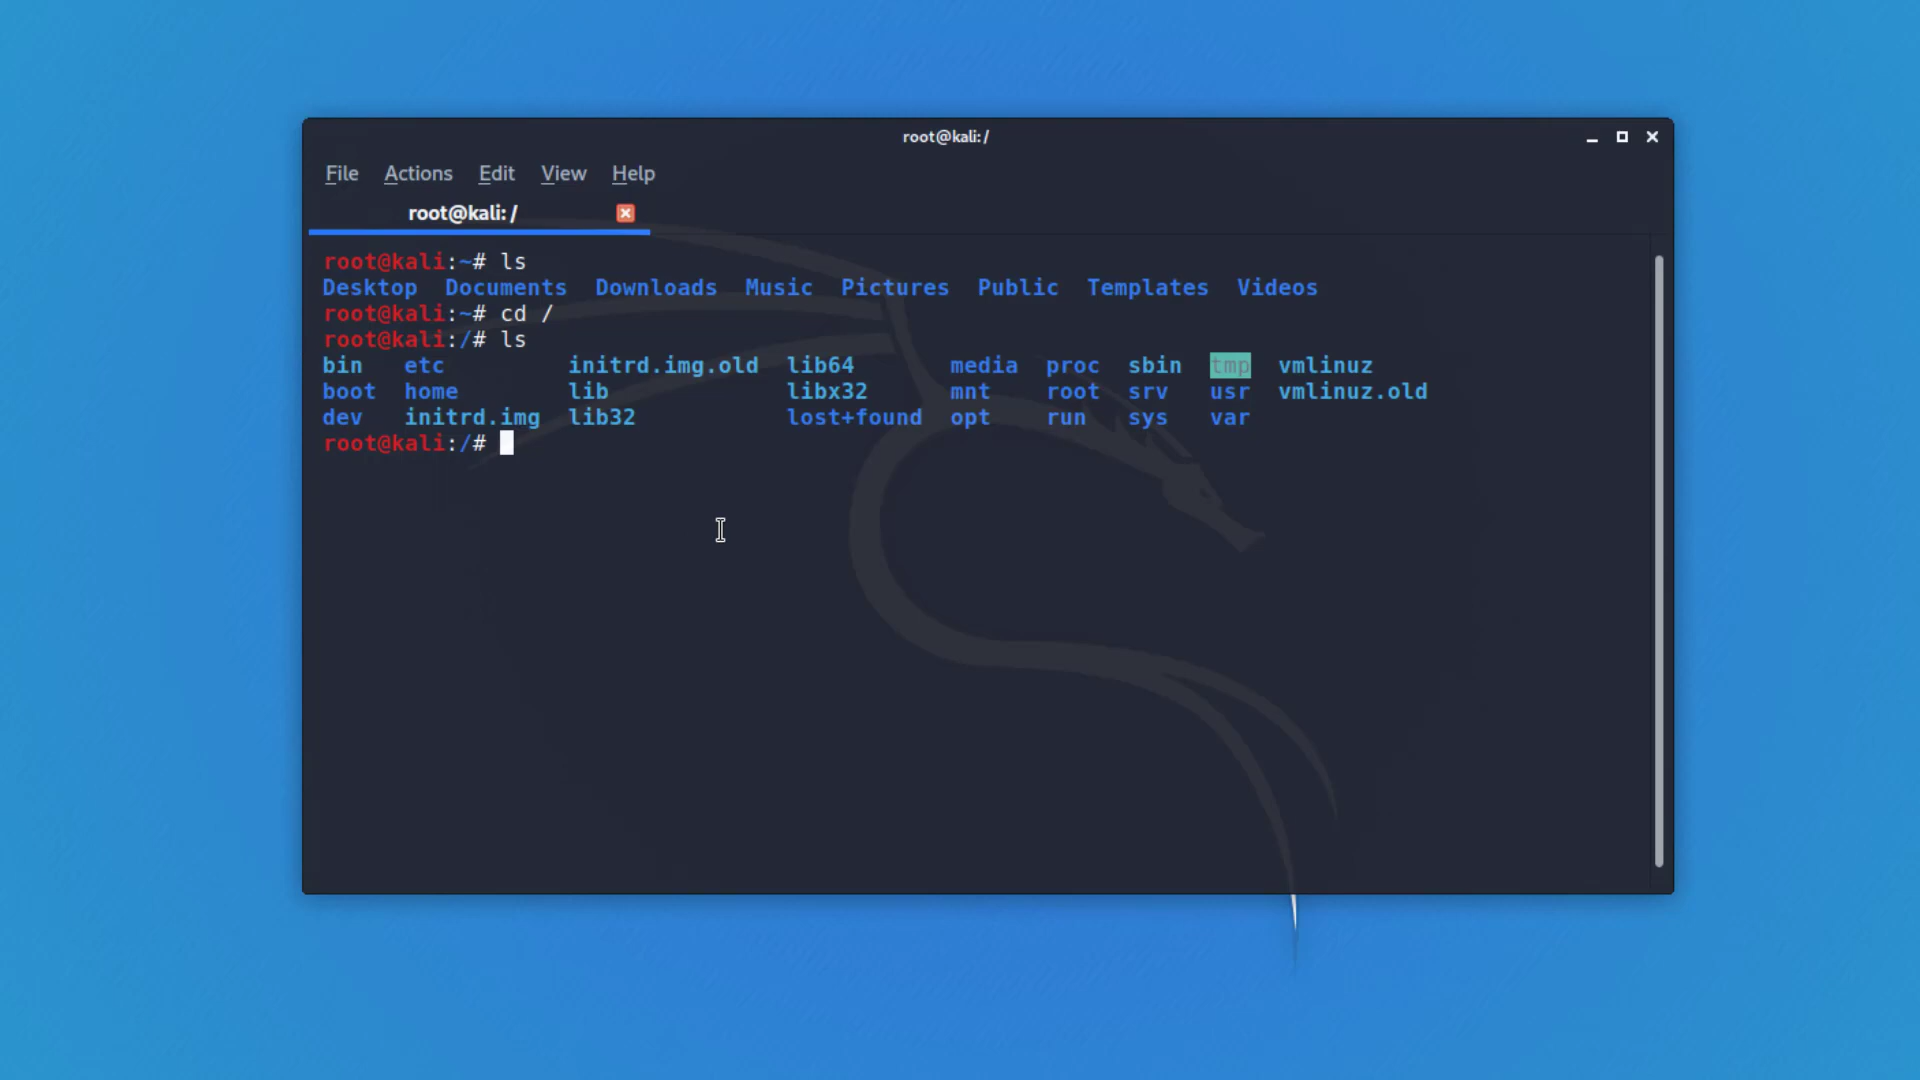 root@kali:/
File Actions Edit View Help
root@kali: /
root@kali:~# ls
Desktop Documents Downloads Music Pictures Public Templates Videos
root@kali:~# cd /
root@kali:/# ls
bin etc initrd.img.old lib64 media proc sbin tmp vmlinuz
boot home lib libx32 mnt root srv usr vmlinuz.old
dev initrd.img lib32 lost+found opt run sys var
root@kali:/#